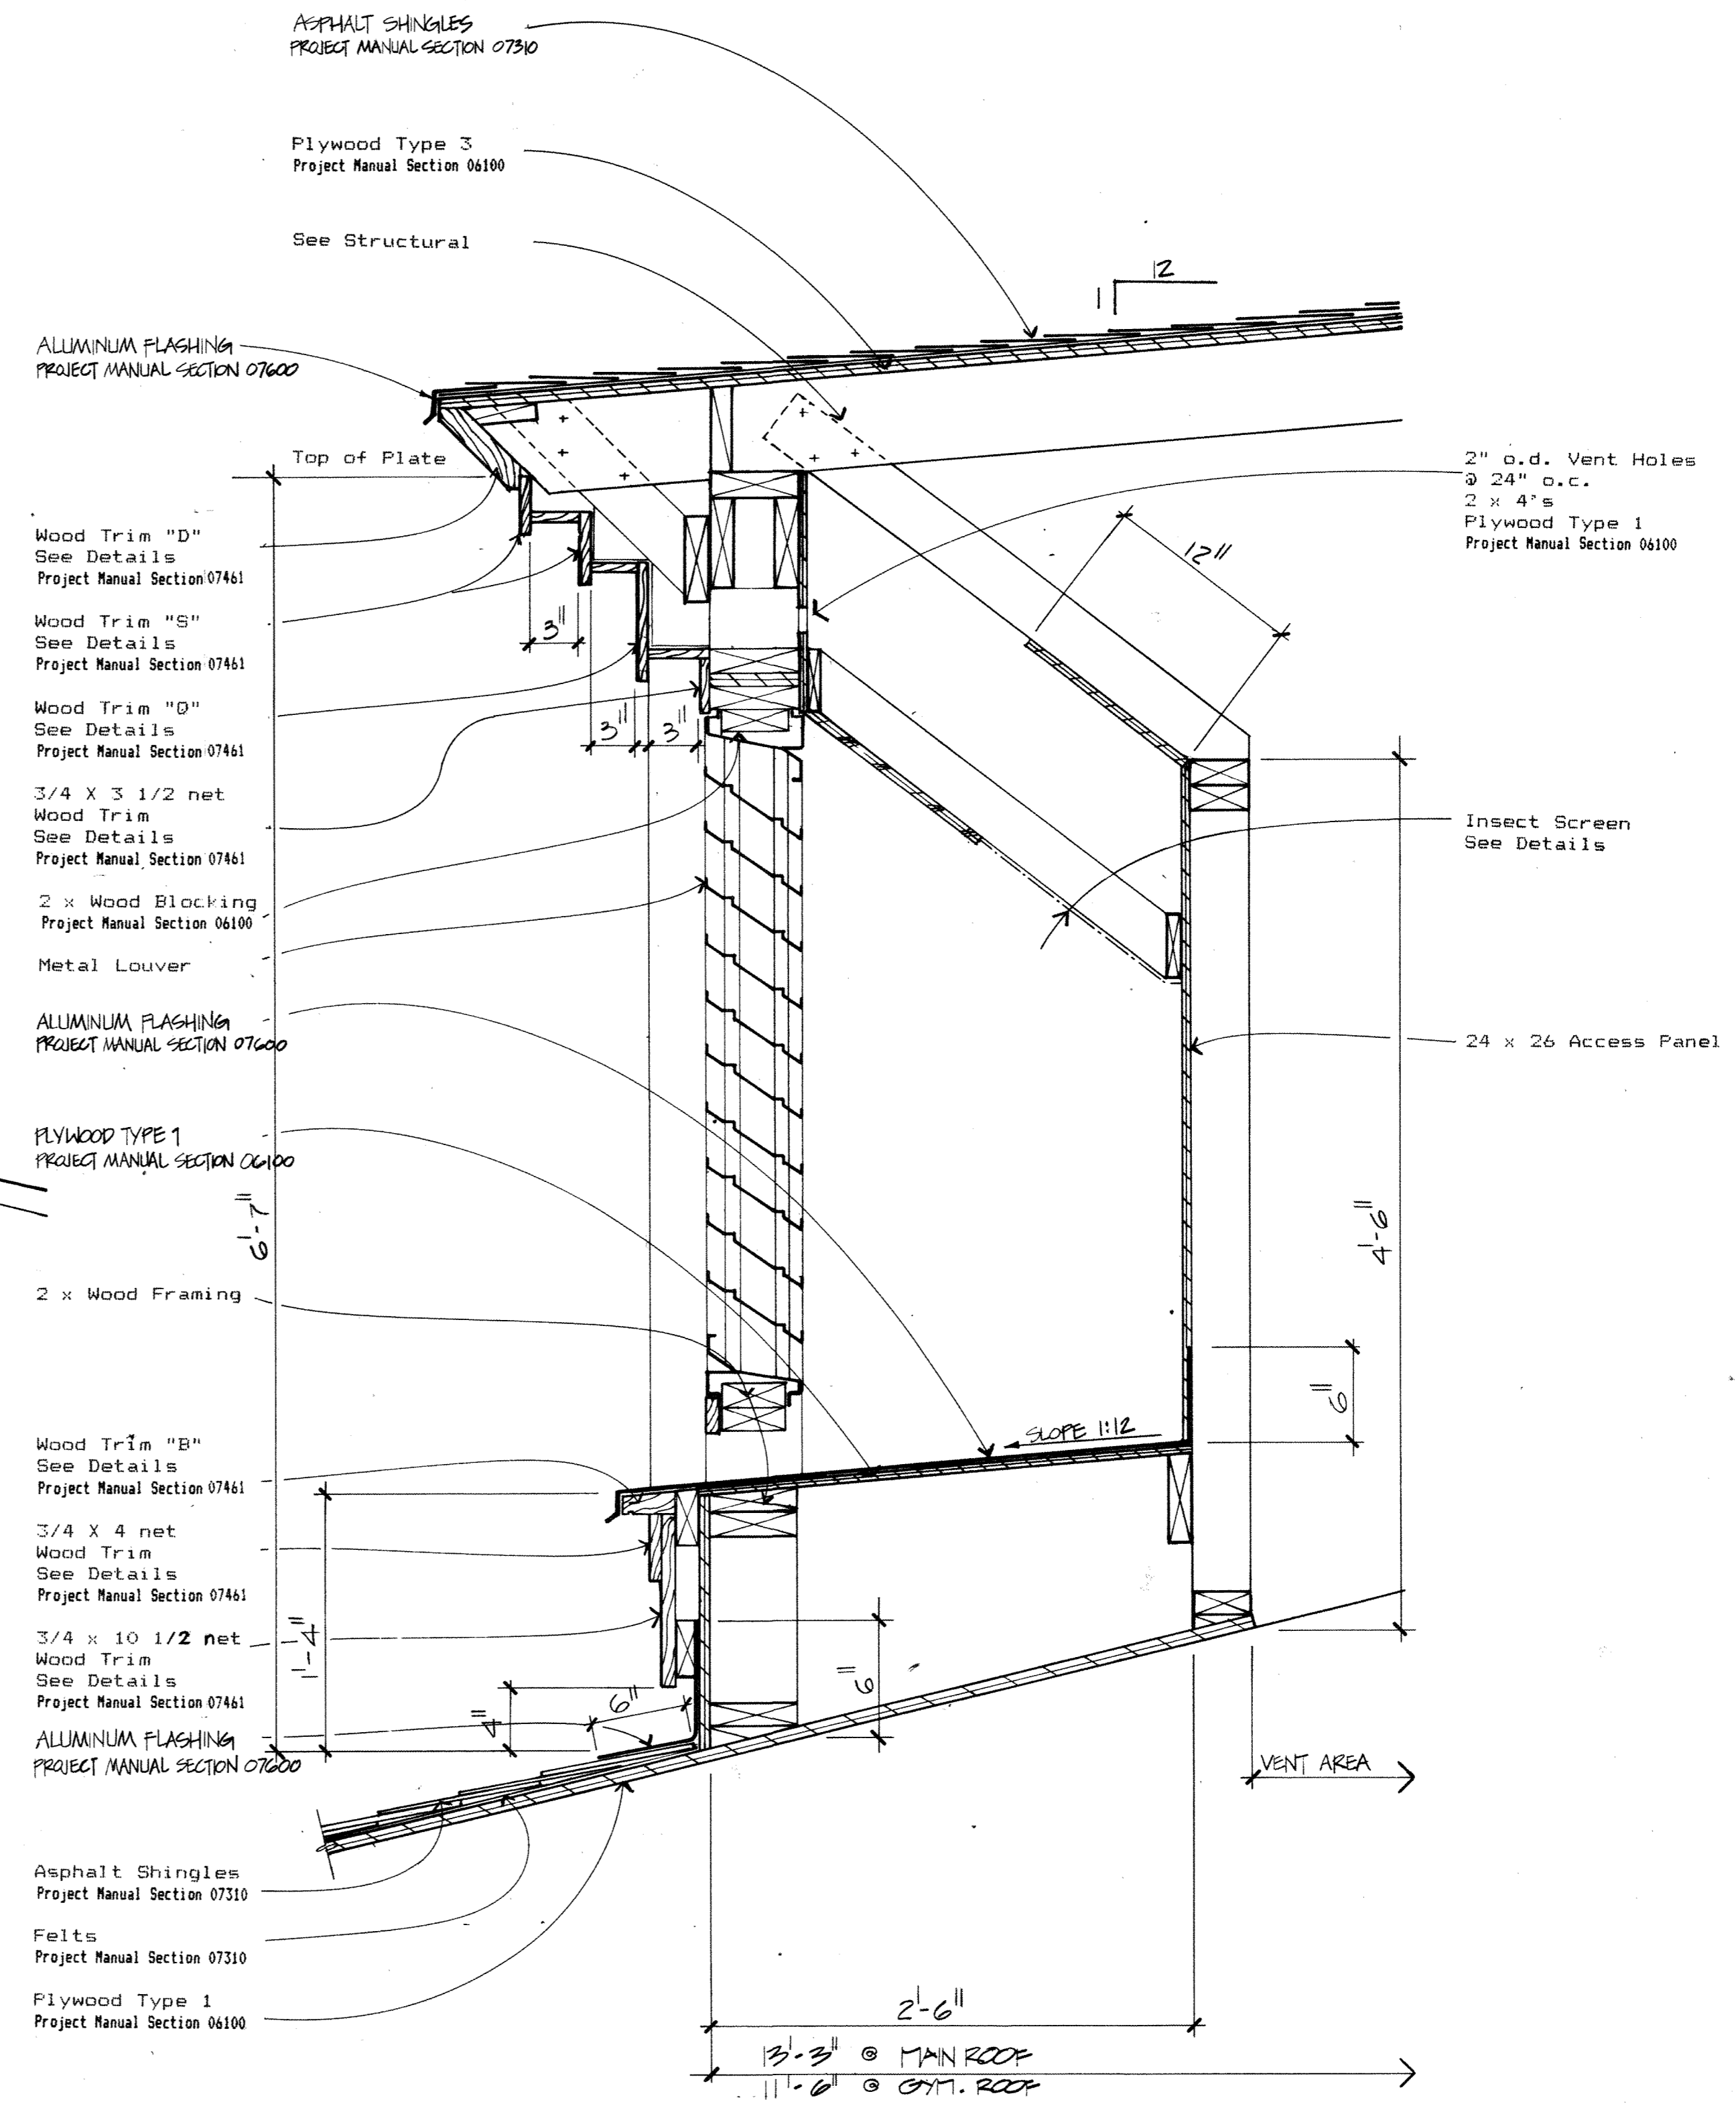 ASPHALT SHINGLES
PROJECT MANUAL SECTION 07310
Plywood Type 3
Project Manual Section 06100
See Structural
12
1
ALUMINUM FLASHING
PROJECT MANUAL SECTION 07600
Top of Plate
2" o.d. Vent Holes
@ 24" o.c.
2 x 4's
Plywood Type 1
Project Manual Section 06100
12"
Wood Trim "D"
See Details
Project Manual Section 07461
Wood Trim "S"
See Details
Project Manual Section 07461
3"
Wood Trim "Q"
See Details
Project Manual Section 07461
3"
3"
3/4 X 3 1/2 net
Wood Trim
See Details
Project Manual Section 07461
Insect Screen
See Details
2 x Wood Blocking
Project Manual Section 06100
Metal Louver
ALUMINUM FLASHING
PROJECT MANUAL SECTION 07600
24 x 26 Access Panel
PLYWOOD TYPE 1
PROJECT MANUAL SECTION 06100
6'-7"
4'-6"
2 x Wood Framing
6"
SLOPE 1:12
Wood Trim "B"
See Details
Project Manual Section 07461
3/4 X 4 net
Wood Trim
See Details
Project Manual Section 07461
1'-4"
3/4 x 10 1/2 net
Wood Trim
See Details
Project Manual Section 07461
4"
6"
6"
ALUMINUM FLASHING
PROJECT MANUAL SECTION 07600
VENT AREA
Asphalt Shingles
Project Manual Section 07310
Felts
Project Manual Section 07310
Plywood Type 1
Project Manual Section 06100
2'-6"
13'-3" @ MAIN ROOF
11'-6" @ GYM. ROOF